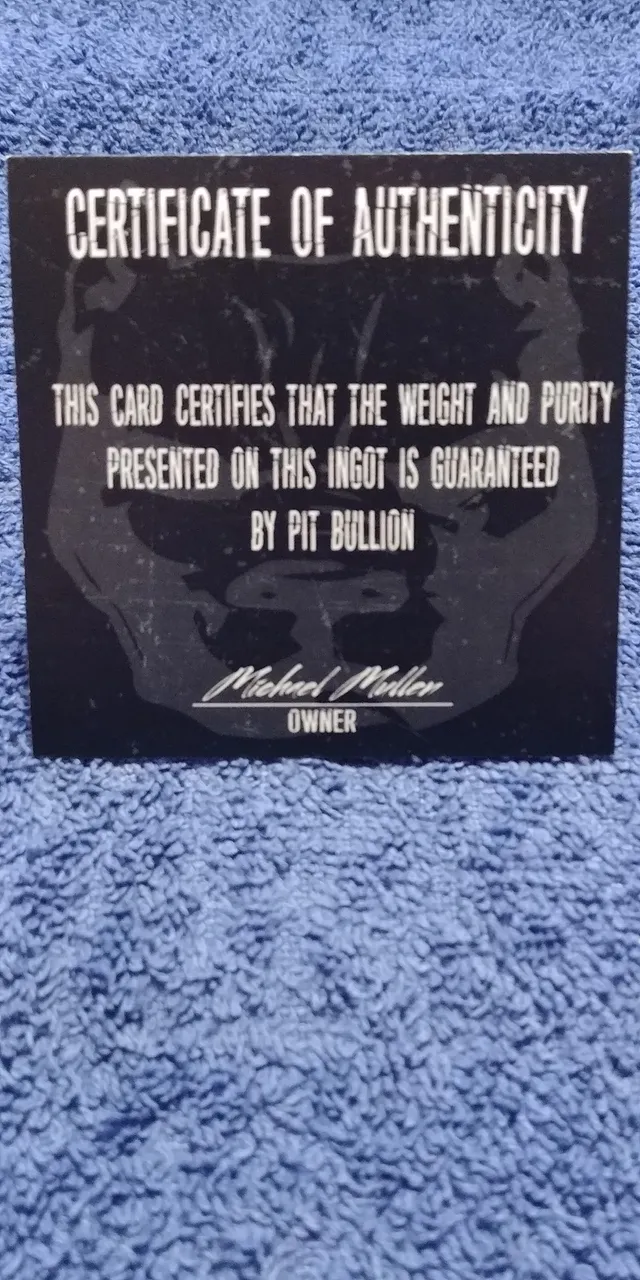 CERTIFICATE OF AUTHENTICITY
THIS CARD CERTIFIES THAT THE WEIGHT AND PURITY
PRESENTED ON THIS INGOT IS GUARANTEED
BY PIT BULLION
Michael Mullen
OWNER